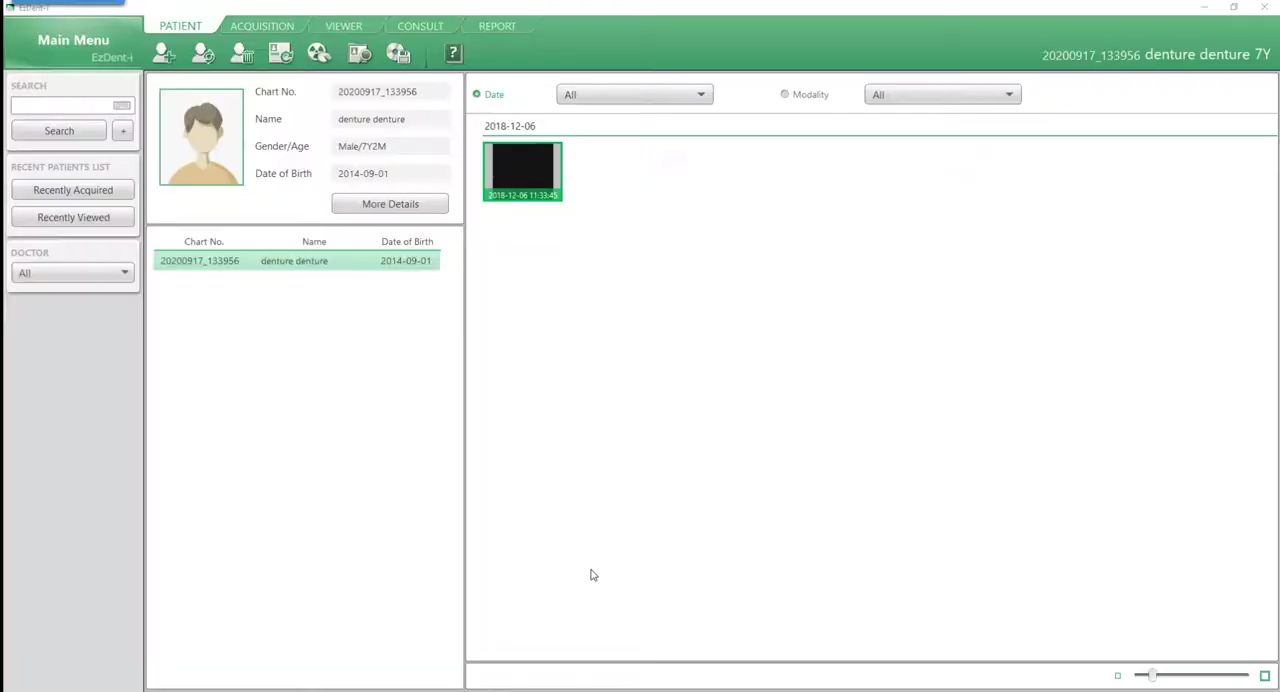 EzDent-i
PATIENT ACQUISITION VIEWER CONSULT REPORT
Main Menu
EzDent-i
?
20200917_133956 denture denture 7Y
SEARCH
Search +
RECENT PATIENTS LIST
Recently Acquired
Recently Viewed
DOCTOR
All
Chart No. 20200917_133956
Name denture denture
Gender/Age Male/7Y2M
Date of Birth 2014-09-01
More Details
Chart No. Name Date of Birth
20200917_133956 denture denture 2014-09-01
Date All Modality All
2018-12-06
2018-12-06 11:33:45